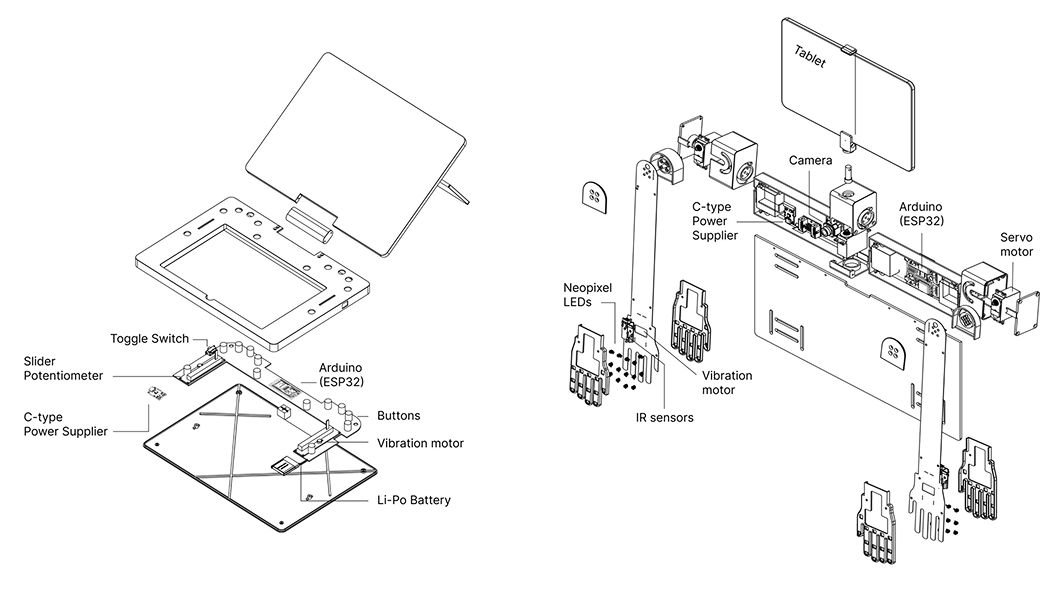 Toggle Switch
Slider
Potentiometer
Arduino
(ESP32)
C-type
Power Supplier
Buttons
Vibration motor
Li-Po Battery
Tablet
Camera
C-type
Power
Supplier
Arduino
(ESP32)
Servo
motor
Neopixel
LEDs
Vibration
motor
IR sensors